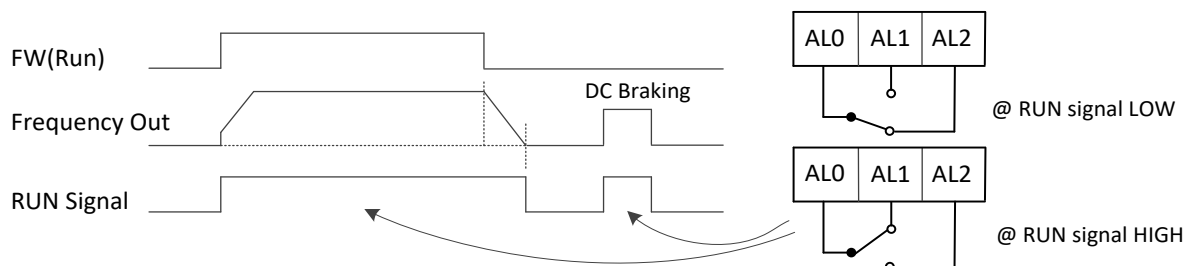 FW(Run)
Frequency Out
DC Braking
RUN Signal
AL0 AL1 AL2
@ RUN signal LOW
AL0 AL1 AL2
@ RUN signal HIGH